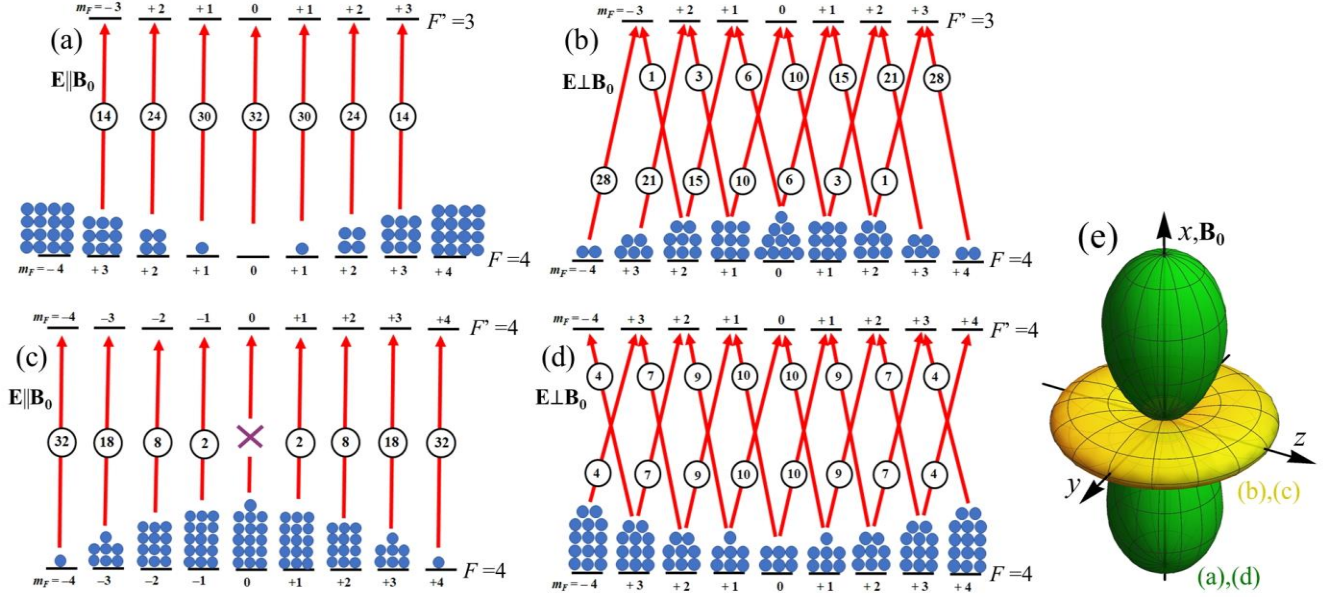 m_F = −3 +2 +1 0 +1 +2 +3 F' =3
(a)
E∥B₀
14 24 30 32 30 24 14
F =4
m_F = −4 +3 +2 +1 0 +1 +2 +3 +4
m_F = −3 +2 +1 0 +1 +2 +3 F' =3
(b)
E⊥B₀
1 3 6 10 15 21 28
28 21 15 10 6 3 1
F =4
m_F = −4 +3 +2 +1 0 +1 +2 +3 +4
m_F = −4 −3 −2 −1 0 +1 +2 +3 +4
F' =4
(c)
E∥B₀
32 18 8 2 2 8 18 32
F =4
m_F = −4 −3 −2 −1 0 +1 +2 +3 +4
m_F = −4 +3 +2 +1 0 +1 +2 +3 +4
F' =4
(d)
E⊥B₀
4 7 9 10 10 9 7 4
4 7 9 10 10 9 7 4
F =4
m_F = −4 +3 +2 +1 0 +1 +2 +3 +4
(e)
x,B₀
z
y
(b),(c)
(a),(d)